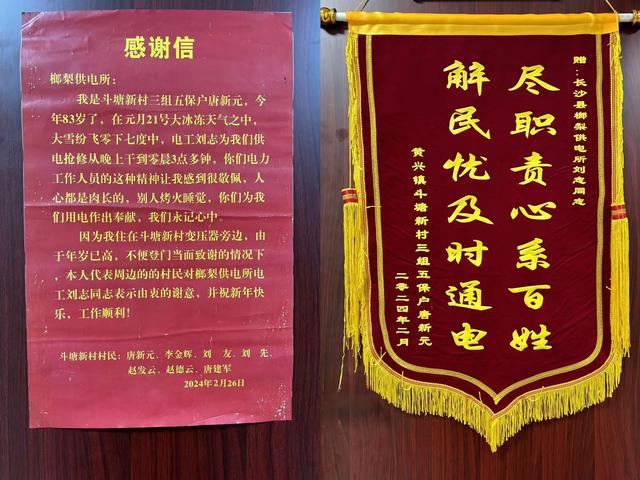 感谢信
榔梨供电所：
我是斗塘新村三组五保户唐新元，今
年83岁了，在元月21号大冰冻天气之中，
大雪纷飞零下七度中，电工刘志为我们供
电抢修从晚上干到零晨3点多钟，你们电力
工作人员的这种精神让我感到很敬佩，人
心都是肉长的，别人烤火睡觉，你们为我
们用电作出奉献，我们永记心中。
因为我住在斗塘新村变压器旁边，由
于年岁已高，不便登门当面致谢的情况下
，本人代表周边的的村民对榔梨供电所电
工刘志同志表示由衷的谢意，并祝新年快
乐，工作顺利！
斗塘新村村民：唐新元、李金辉、刘　友、刘　先、
赵发云、赵德云、唐建军
2024年2月26日
赠：长沙县榔梨供电所刘志同志
尽职责心系百姓
解民忧及时通电
黄兴镇斗塘新村三组五保户唐新元
二零二四年二月